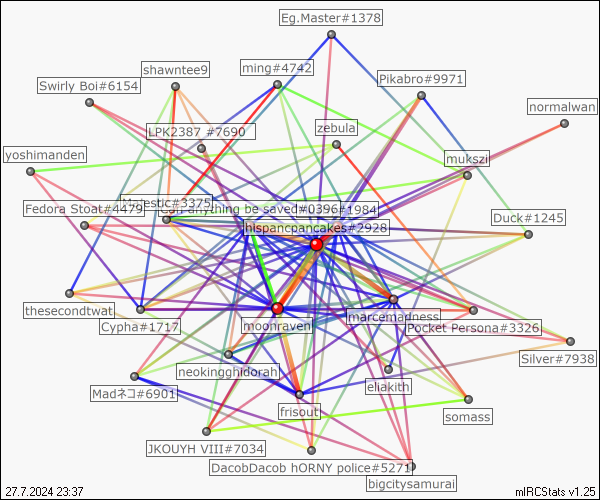 Eg.Master#1378
shawntee9
ming#4742
Pikabro#9971
Swirly Boi#6154
normalwan
LPK2387 #7690
zebula
yoshimanden
mukszi
Majestic#3375
Fedora Stoat#4479
anything be saved#0396#1984
Duck#1245
hispanicpancakes#2928
thesecondtwat
Cypha#1717
moonraven
marcemadness
Pocket Persona#3326
Silver#7938
neokingghidorah
eliakith
Madネコ#6901
frisout
somass
JKOUYH VIII#7034
DacobDacob hORNY police#5271
bigcitysamurai
27.7.2024 23:37
mIRCStats v1.25